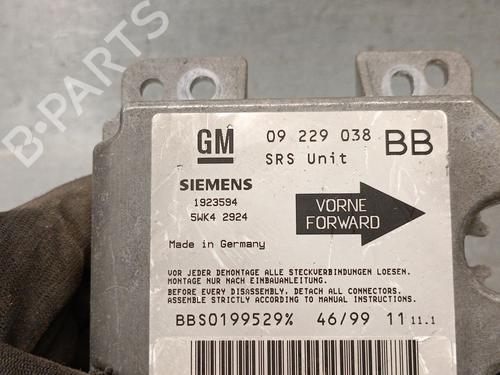 B-PARTS
GM
09 229 038 BB
SRS Unit
SIEMENS
1923594
5WK4 2924
VORNE
FORWARD
Made in Germany
VOR JEDER DEMONTAGE ALLE STECKVERBINDUNGEN LOESEN.
MONTAGE NUR NACH EINBAUANLEITUNG.
BEFORE EVERY DISASSEMBLY, DETACH ALL CONNECTORS.
ASSEMBLE STRICTLY ACCORDING TO MANUAL INSTRUCTIONS.
BBS0199529% 46/99 11 11.1